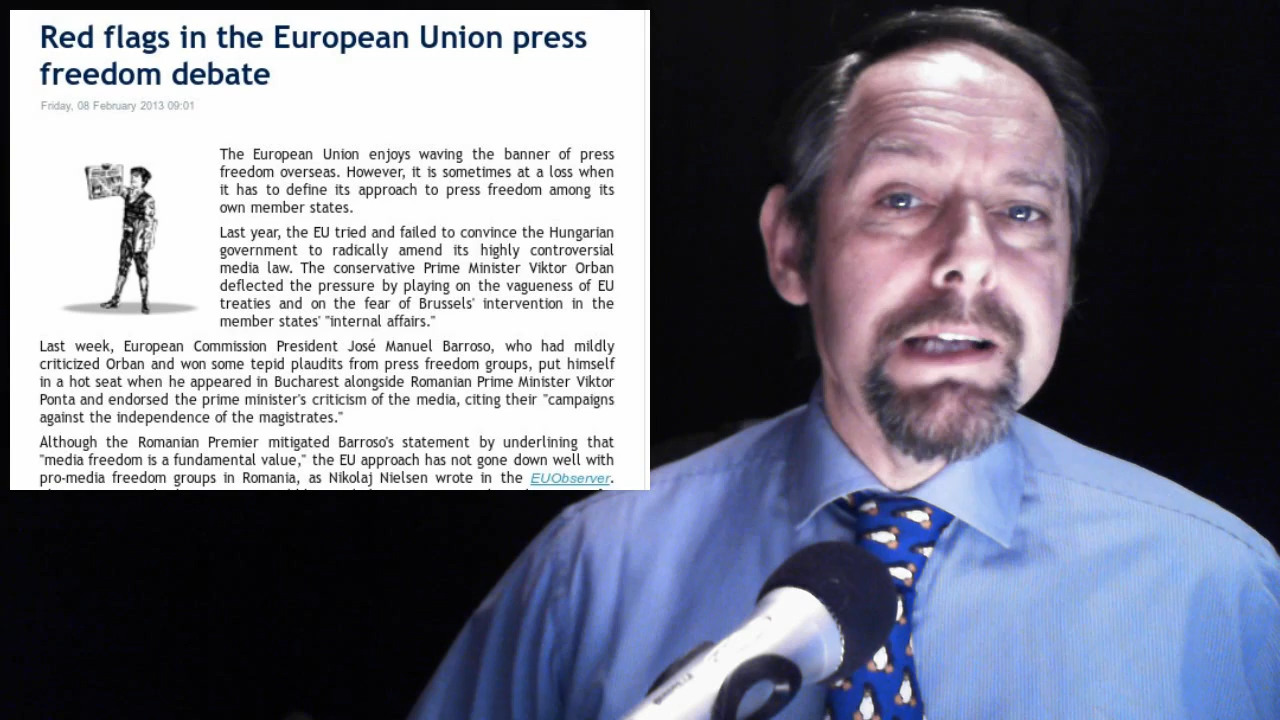 Red flags in the European Union press
freedom debate
Friday, 08 February 2013 09:01
The European Union enjoys waving the banner of press
freedom overseas. However, it is sometimes at a loss when
it has to define its approach to press freedom among its
own member states.
Last year, the EU tried and failed to convince the Hungarian
government to radically amend its highly controversial
media law. The conservative Prime Minister Viktor Orban
deflected the pressure by playing on the vagueness of EU
treaties and on the fear of Brussels' intervention in the
member states' "internal affairs."
Last week, European Commission President José Manuel Barroso, who had mildly
criticized Orban and won some tepid plaudits from press freedom groups, put himself
in a hot seat when he appeared in Bucharest alongside Romanian Prime Minister Viktor
Ponta and endorsed the prime minister's criticism of the media, citing their "campaigns
against the independence of the magistrates."
Although the Romanian Premier mitigated Barroso's statement by underlining that
"media freedom is a fundamental value," the EU approach has not gone down well with
pro-media freedom groups in Romania, as Nikolaj Nielsen wrote in the EUObserver.